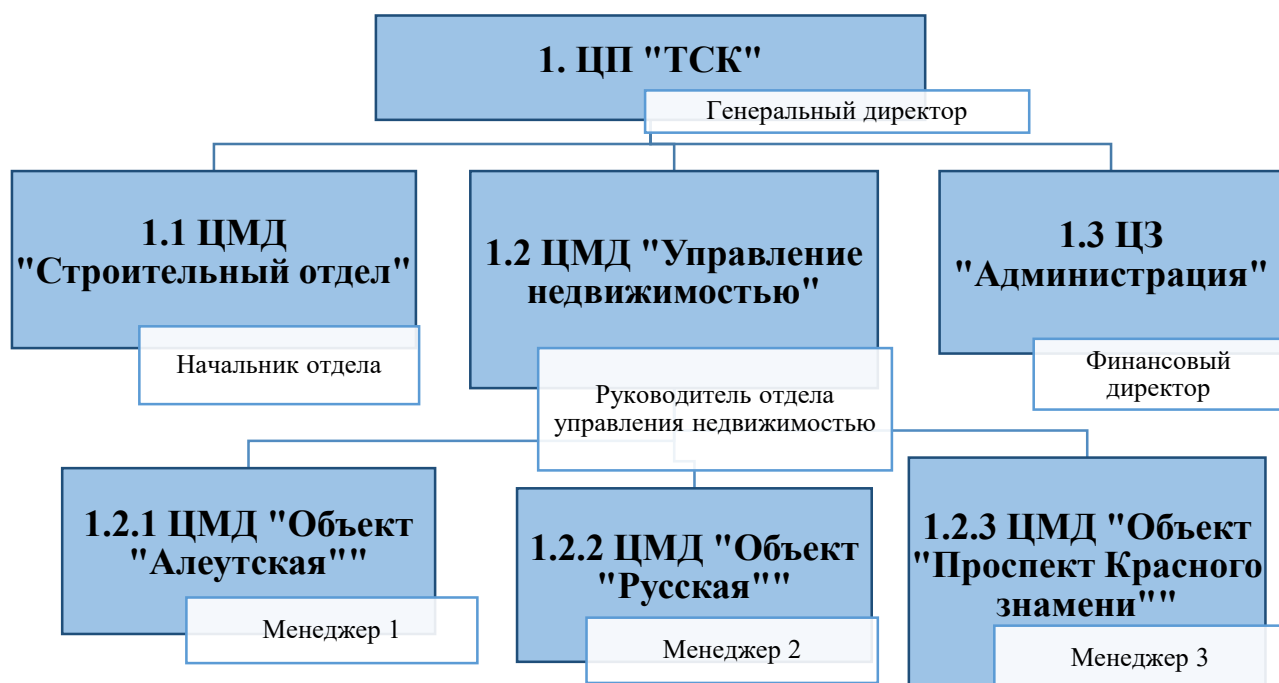 1. ЦП "ТСК"
Генеральный директор
1.1 ЦМД
"Строительный отдел"
Начальник отдела
1.2 ЦМД "Управление
недвижимостью"
Руководитель отдела
управления недвижимостью
1.3 ЦЗ
"Администрация"
Финансовый
директор
1.2.1 ЦМД "Объект
"Алеутская""
Менеджер 1
1.2.2 ЦМД "Объект
"Русская""
Менеджер 2
1.2.3 ЦМД "Объект
"Проспект Красного
знамени""
Менеджер 3